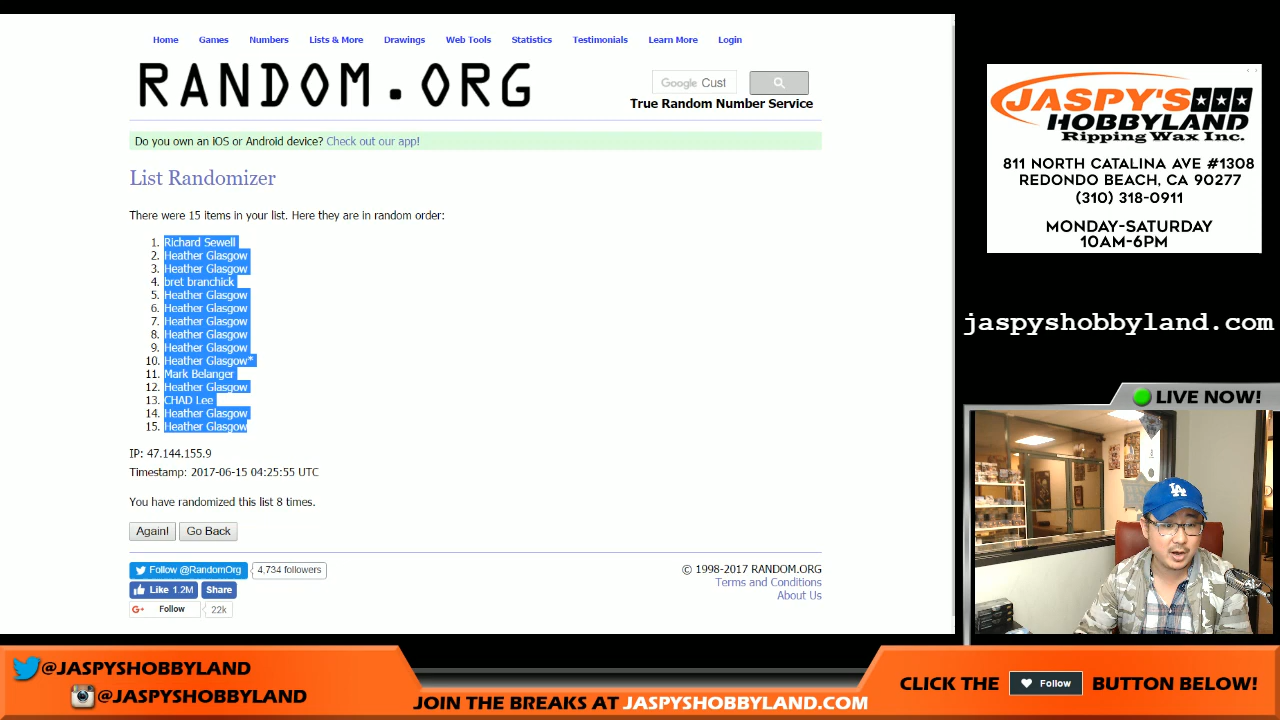 Home Games Numbers Lists & More Drawings Web Tools Statistics Testimonials Learn More Login
RANDOM.ORG
Google Cust
True Random Number Service
Do you own an iOS or Android device? Check out our app!
List Randomizer
There were 15 items in your list. Here they are in random order:
1. Richard Sewell
2. Heather Glasgow
3. Heather Glasgow
4. bret branchick
5. Heather Glasgow
6. Heather Glasgow
7. Heather Glasgow
8. Heather Glasgow
9. Heather Glasgow
10. Heather Glasgow*
11. Mark Belanger
12. Heather Glasgow
13. CHAD Lee
14. Heather Glasgow
15. Heather Glasgow
IP: 47.144.155.9
Timestamp: 2017-06-15 04:25:55 UTC
You have randomized this list 8 times.
Again! Go Back
Follow @RandomOrg 4,734 followers
Like 1.2M Share
G+ Follow 22k
© 1998-2017 RANDOM.ORG
Terms and Conditions
About Us
JASPY'S
HOBBYLAND
Ripping Wax Inc.
811 NORTH CATALINA AVE #1308
REDONDO BEACH, CA 90277
(310) 318-0911
MONDAY-SATURDAY
10AM-6PM
jaspyshobbyland.com
LIVE NOW!
LA
@JASPYSHOBBYLAND
@JASPYSHOBBYLAND
JOIN THE BREAKS AT JASPYSHOBBYLAND.COM
CLICK THE Follow BUTTON BELOW!